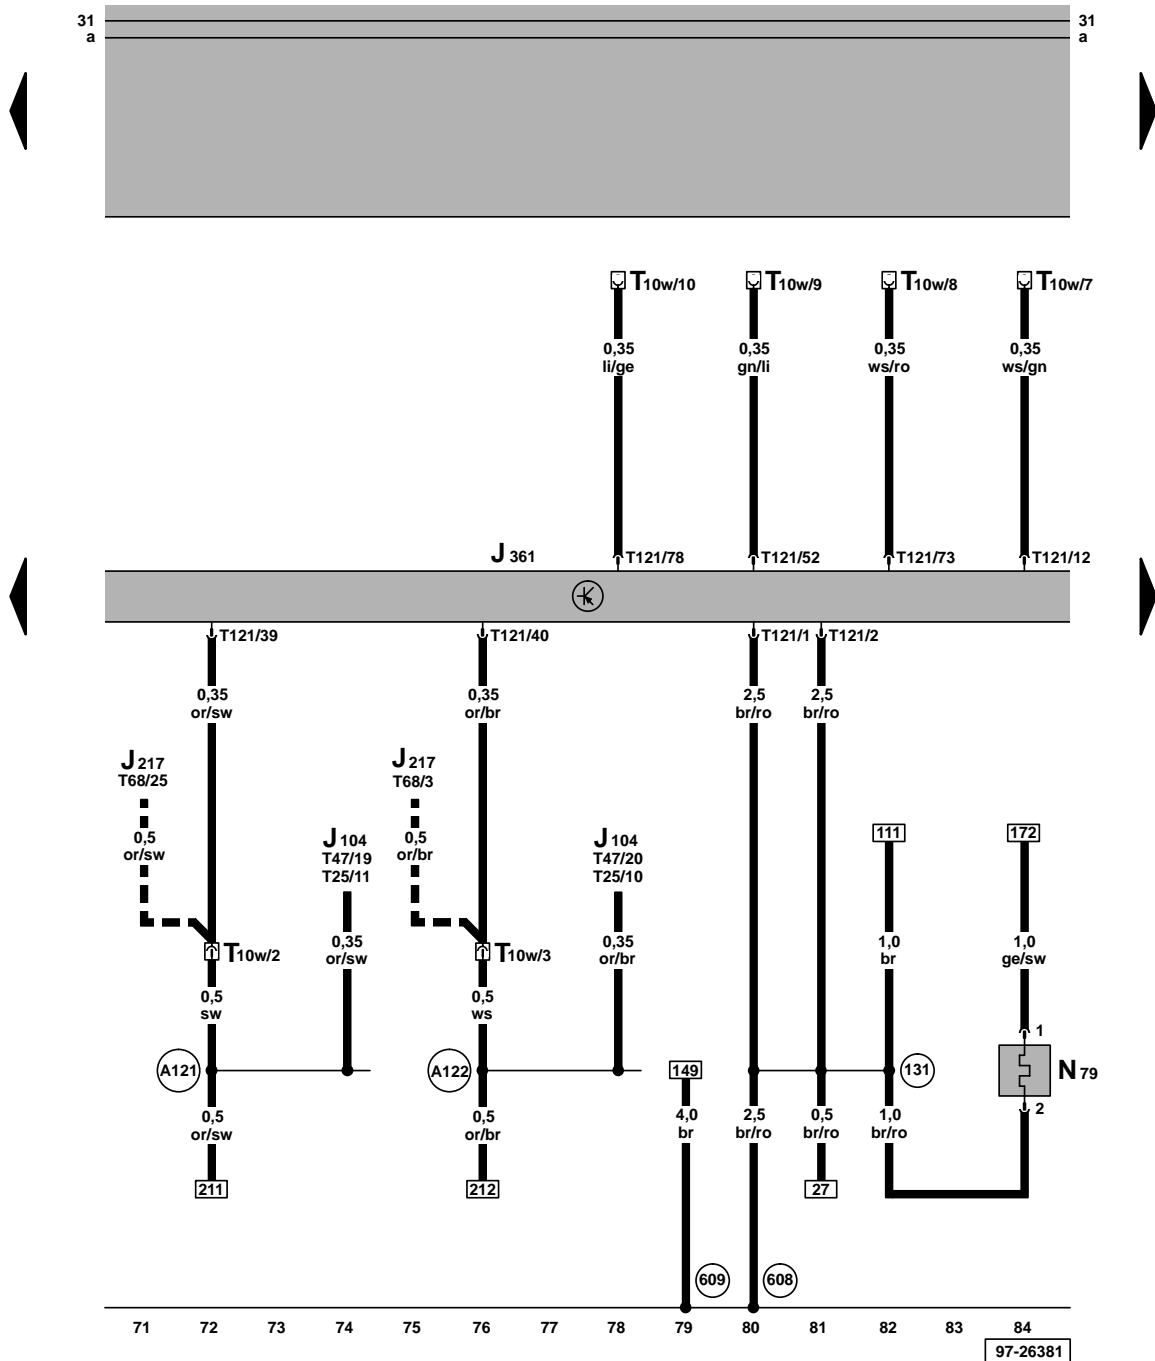 31 31
a a
T10w/10 T10w/9 T10w/8 T10w/7
0,35 0,35 0,35 0,35
li/ge gn/li ws/ro ws/gn
J 361 T121/78 T121/52 T121/73 T121/12
T121/39 T121/40 T121/1 T121/2
0,35 0,35 2,5 2,5
or/sw or/br br/ro br/ro
J 217 J 217
T68/25 T68/3
0,5 J 104 0,5 J 104 111 172
or/sw T47/19 or/br T47/20
T25/11 T25/10
0,35 0,35 1,0 1,0
T10w/2 or/sw T10w/3 or/br br ge/sw
0,5 0,5
sw ws
1
A121 A122 149 131 N 79
2
0,5 0,5 4,0 2,5 0,5 1,0
or/sw or/br br br/ro br/ro br/ro
211 212 27
609 608
71 72 73 74 75 76 77 78 79 80 81 82 83 84
97-26381